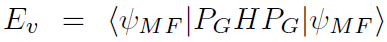 E_v = ⟨ψ_{MF}|P_G H P_G|ψ_{MF}⟩